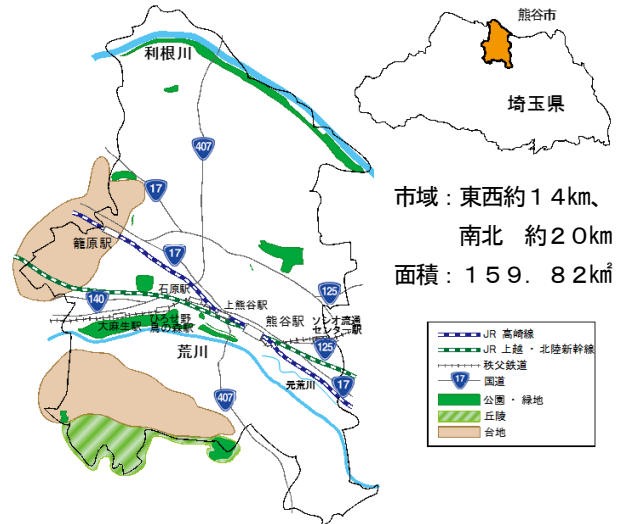 熊谷市
埼玉県
利根川
407
17
籠原駅
17
石原駅
上熊谷駅
125
140
大麻生駅
ひろせ野
鳥の森駅
熊谷駅
ソシオ流通
センター駅
荒川
125
元荒川
17
407
市域：東西約１４㎞、
南北　約２０㎞
面積：１５９．８２㎢
JR 高崎線
JR 上越・北陸新幹線
秩父鉄道
17 国道
公園・緑地
丘陵
台地